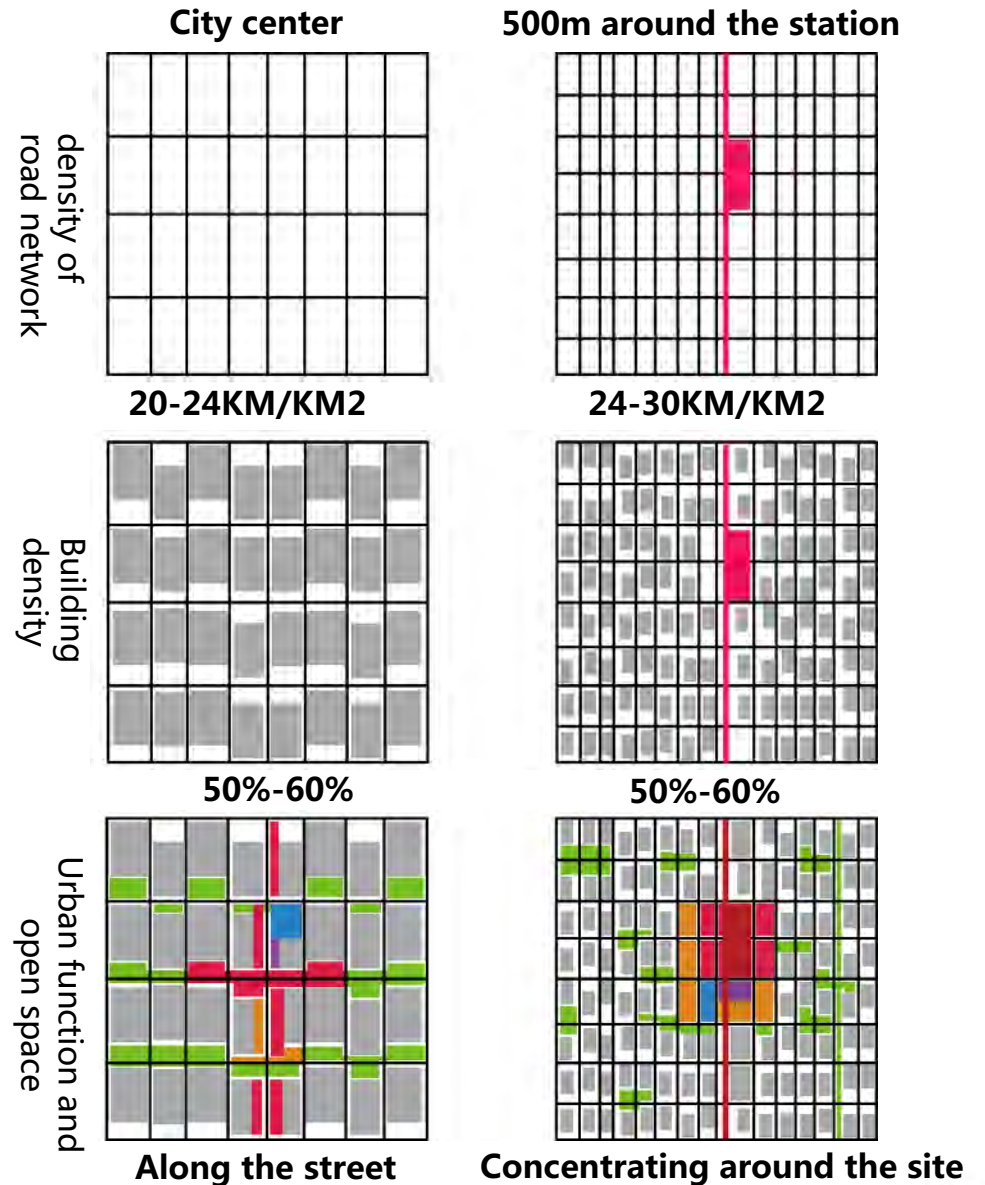 City center
500m around the station
density of
road network
20-24KM/KM2
24-30KM/KM2
Building
density
50%-60%
50%-60%
Urban function and
open space
Along the street
Concentrating around the site